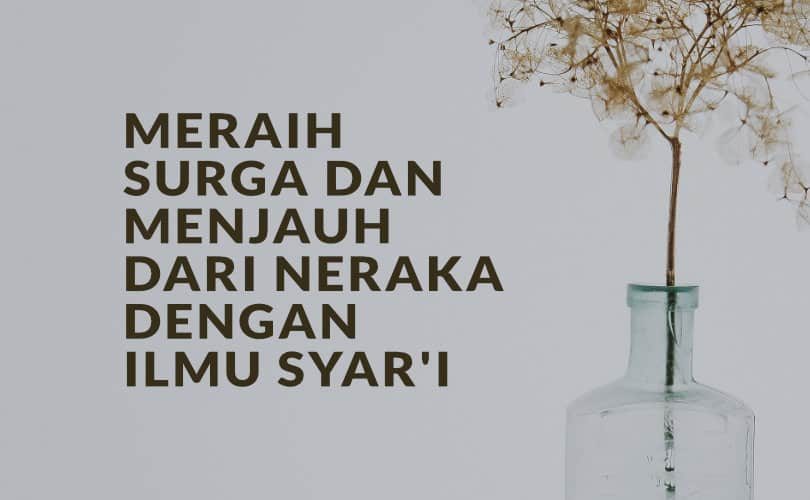 MERAIH
SURGA DAN
MENJAUH
DARI NERAKA
DENGAN
ILMU SYAR'I